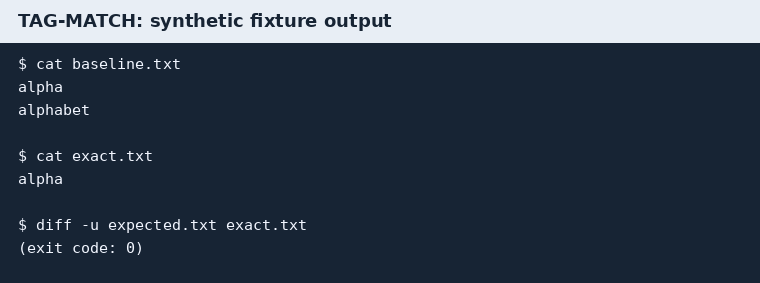 TAG-MATCH: synthetic fixture output
$ cat baseline.txt
alpha
alphabet
$ cat exact.txt
alpha
$ diff -u expected.txt exact.txt
(exit code: 0)